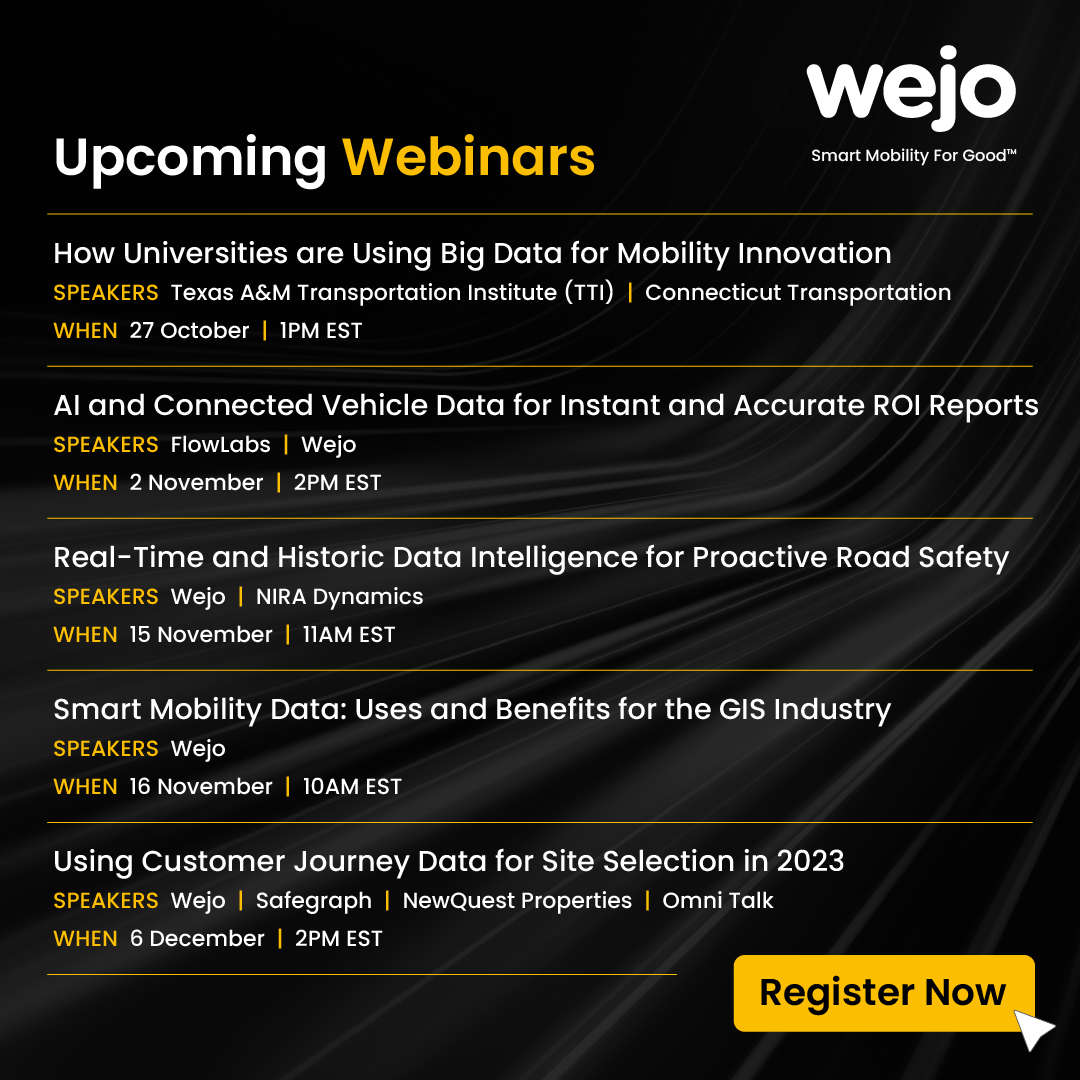 wejo
Smart Mobility For Good™
Upcoming Webinars
How Universities are Using Big Data for Mobility Innovation
SPEAKERS Texas A&M Transportation Institute (TTI) | Connecticut Transportation
WHEN 27 October | 1PM EST
AI and Connected Vehicle Data for Instant and Accurate ROI Reports
SPEAKERS FlowLabs | Wejo
WHEN 2 November | 2PM EST
Real-Time and Historic Data Intelligence for Proactive Road Safety
SPEAKERS Wejo | NIRA Dynamics
WHEN 15 November | 11AM EST
Smart Mobility Data: Uses and Benefits for the GIS Industry
SPEAKERS Wejo
WHEN 16 November | 10AM EST
Using Customer Journey Data for Site Selection in 2023
SPEAKERS Wejo | Safegraph | NewQuest Properties | Omni Talk
WHEN 6 December | 2PM EST
Register Now